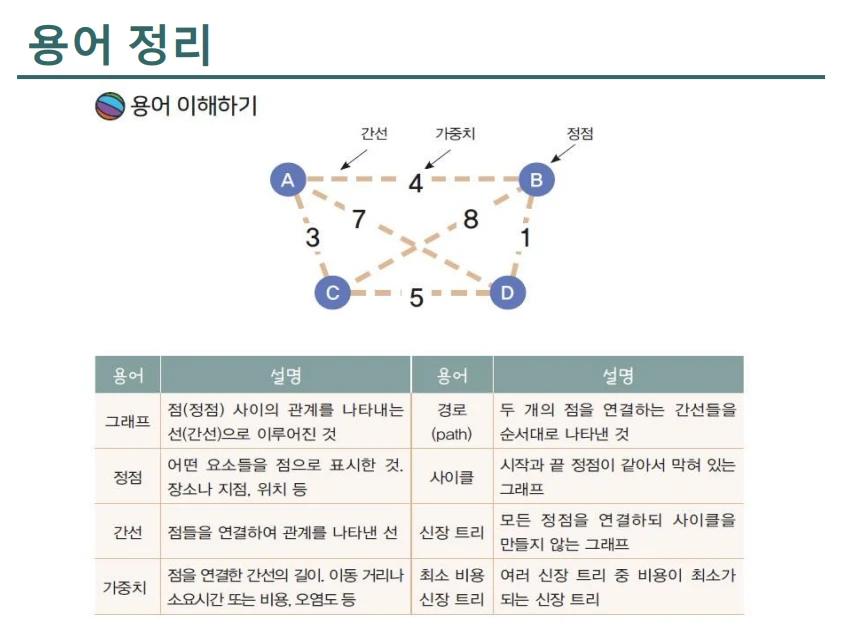 용어 정리
용어 이해하기
간선 가중치 정점
A 4 B
7 8
3 1
C 5 D
용어 설명 용어 설명
그래프
점(정점) 사이의 관계를 나타내는
선(간선)으로 이루어진 것
경로
(path)
두 개의 점을 연결하는 간선들을
순서대로 나타낸 것
정점
어떤 요소들을 점으로 표시한 것.
장소나 지점, 위치 등
사이클
시작과 끝 정점이 같아서 막혀 있는
그래프
간선
점들을 연결하여 관계를 나타낸 선
신장 트리
모든 정점을 연결하되 사이클을
만들지 않는 그래프
가중치
점을 연결한 간선의 길이. 이동 거리나
소요시간 또는 비용, 오염도 등
최소 비용
신장 트리
여러 신장 트리 중 비용이 최소가
되는 신장 트리